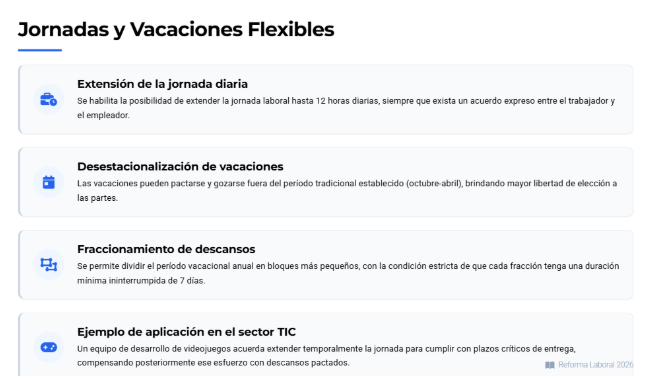 Jornadas y Vacaciones Flexibles
Extensión de la jornada diaria
Se habilita la posibilidad de extender la jornada laboral hasta 12 horas diarias, siempre que exista un acuerdo expreso entre el trabajador y
el empleador.
Desestacionalización de vacaciones
Las vacaciones pueden pactarse y gozarse fuera del período tradicional establecido (octubre-abril), brindando mayor libertad de elección a
las partes.
Fraccionamiento de descansos
Se permite dividir el período vacacional anual en bloques más pequeños, con la condición estricta de que cada fracción tenga una duración
mínima ininterrumpida de 7 días.
Ejemplo de aplicación en el sector TIC
Un equipo de desarrollo de videojuegos acuerda extender temporalmente la jornada para cumplir con plazos críticos de entrega,
compensando posteriormente ese esfuerzo con descansos pactados.
Reforma Laboral 2026